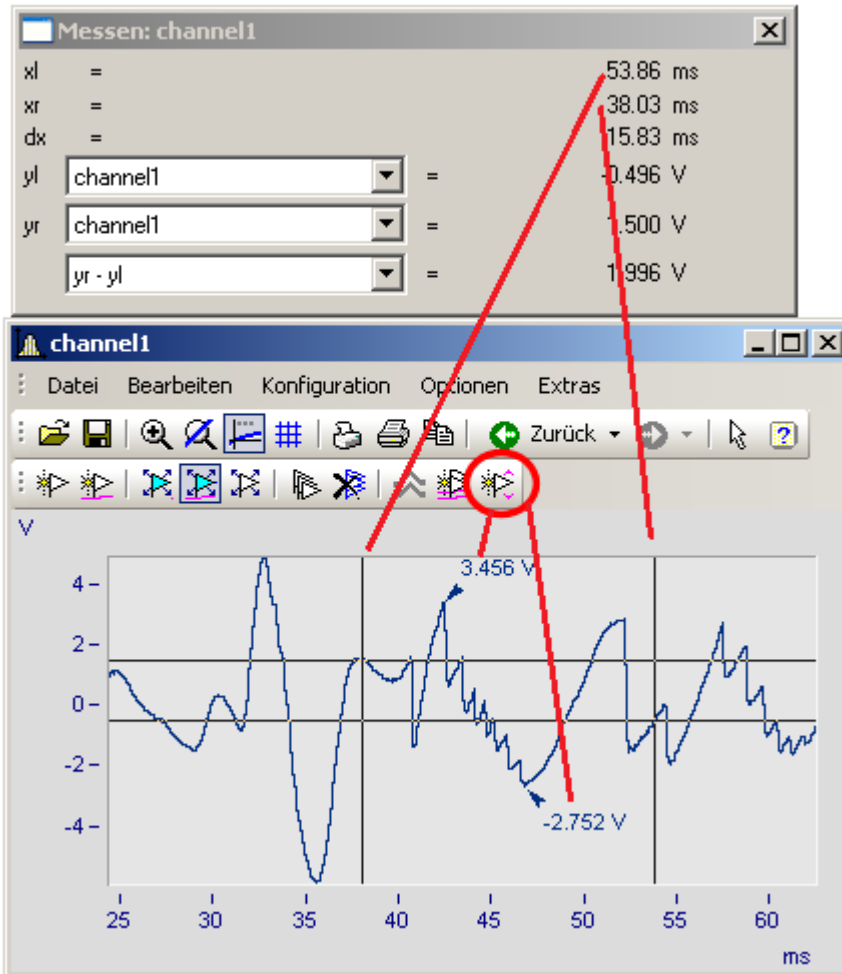 Messen: channel1
xl = 53.86 ms
xr = 38.03 ms
dx = 15.83 ms
yl channel1 = -0.496 V
yr channel1 = 1.500 V
yr - yl = 1.996 V
channel1
Datei Bearbeiten Konfiguration Optionen Extras
Zurück
V
3.456 V
4
2
0
-2
-4
-2.752 V
25 30 35 40 45 50 55 60
ms